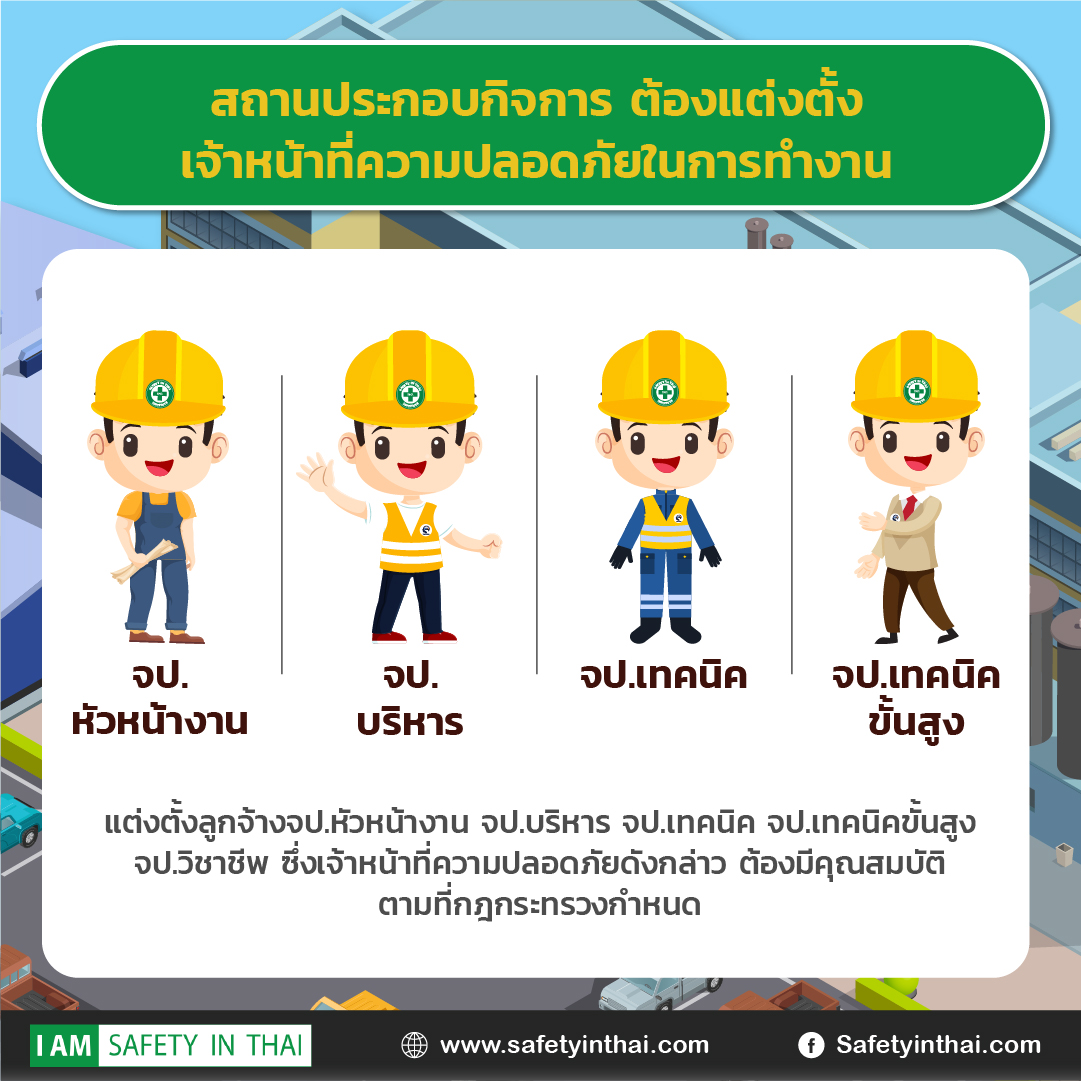 สถานประกอบกิจการ ต้องแต่งตั้ง
เจ้าหน้าที่ความปลอดภัยในการทำงาน
จป.
หัวหน้างาน
จป.
บริหาร
จป.เทคนิค
จป.เทคนิค
ขั้นสูง
แต่งตั้งลูกจ้างจป.หัวหน้างาน จป.บริหาร จป.เทคนิค จป.เทคนิคขั้นสูง
จป.วิชาชีพ ซึ่งเจ้าหน้าที่ความปลอดภัยดังกล่าว ต้องมีคุณสมบัติ
ตามที่กฎกระทรวงกำหนด
I AM SAFETY IN THAI
www.safetyinthai.com
Safetyinthai.com